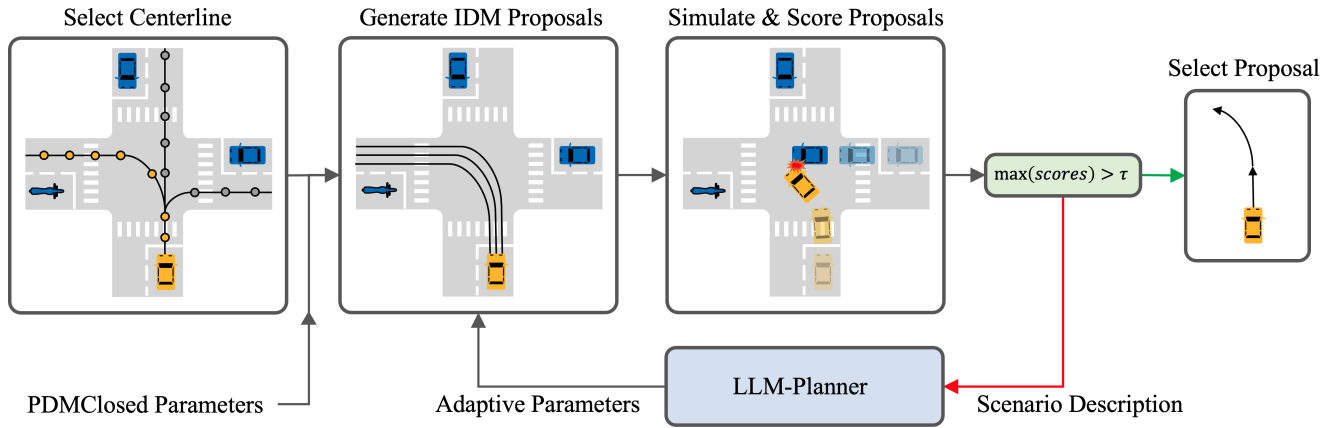 Select Centerline
Generate IDM Proposals
Simulate & Score Proposals
Select Proposal
max(scores) > τ
LLM-Planner
PDMClosed Parameters
Adaptive Parameters
Scenario Description